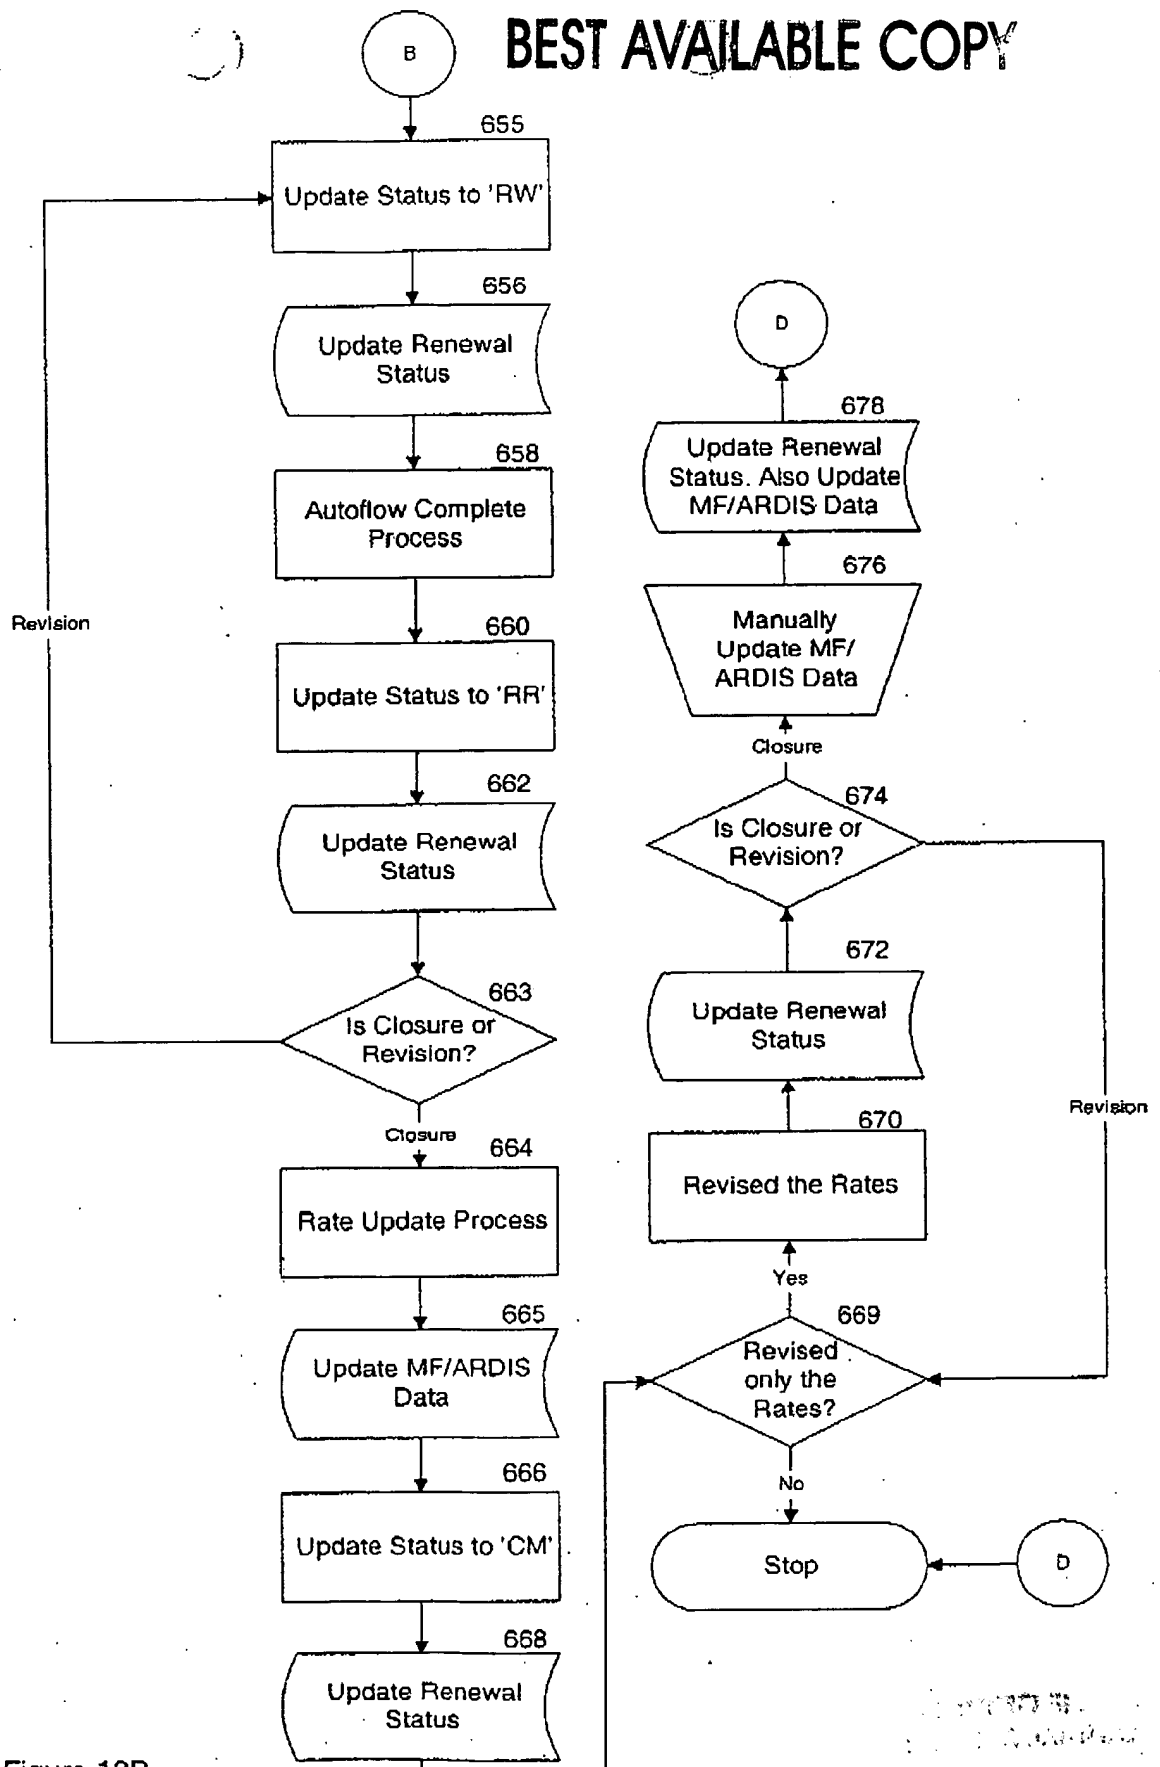 BEST AVAILABLE COPY
B
655
Update Status to 'RW'
656
Update Renewal
Status
658
Autoflow Complete
Process
Revision
660
Update Status to 'RR'
662
Update Renewal
Status
663
Is Closure or
Revision?
Closure
664
Rate Update Process
665
Update MF/ARDIS
Data
666
Update Status to 'CM'
668
Update Renewal
Status
D
678
Update Renewal
Status. Also Update
MF/ARDIS Data
676
Manually
Update MF/
ARDIS Data
Closure
674
Is Closure or
Revision?
672
Update Renewal
Status
Revision
670
Revised the Rates
Yes
669
Revised
only the
Rates?
No
Stop
D